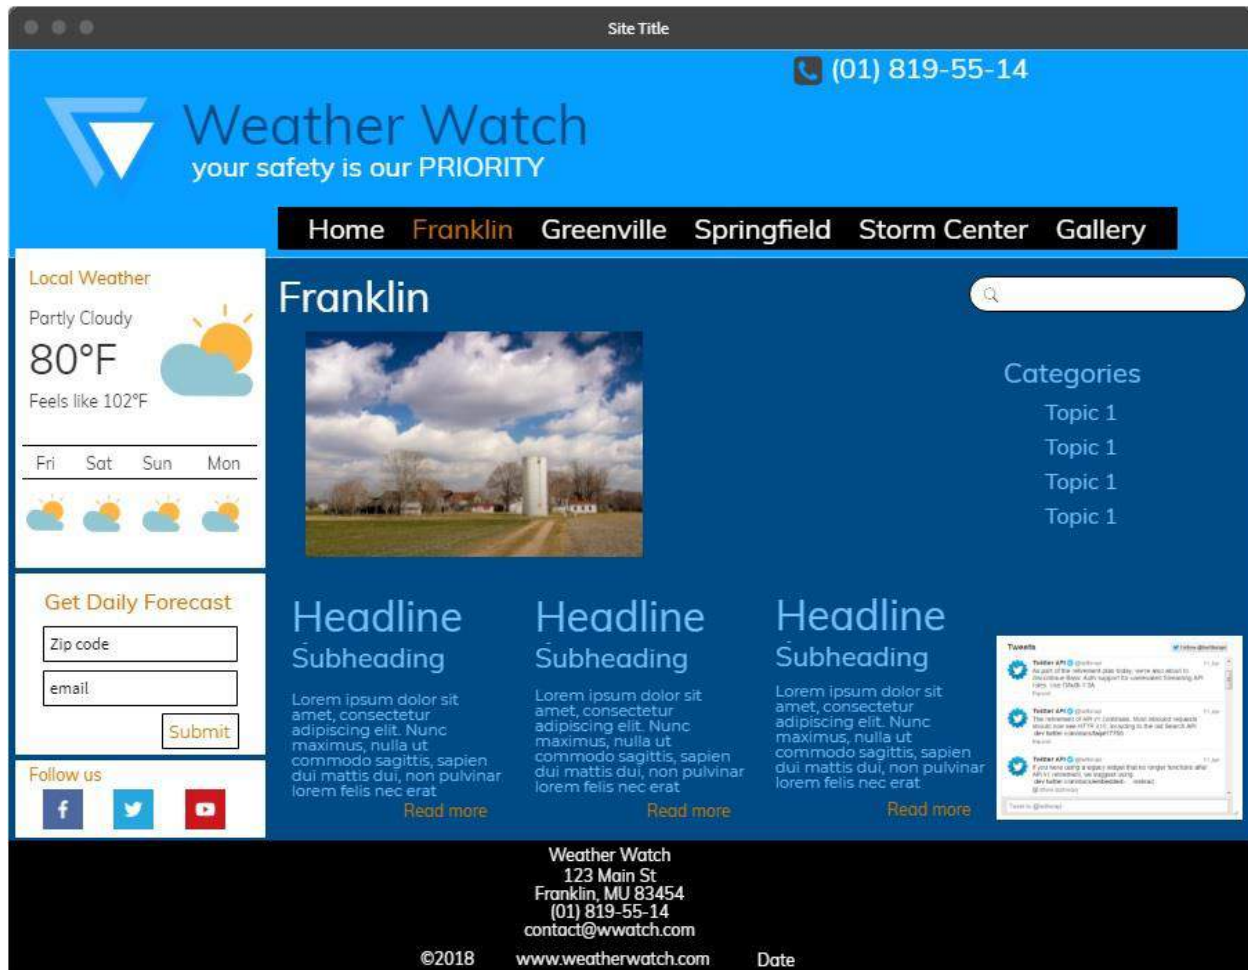 Site Title
(01) 819-55-14
Weather Watch
your safety is our PRIORITY
Home Franklin Greenville Springfield Storm Center Gallery
Local Weather
Partly Cloudy
80°F
Feels like 102°F
Fri Sat Sun Mon
Get Daily Forecast
Zip code
email
Submit
Follow us
Franklin
Headline
Subheading
Lorem ipsum dolor sit
amet, consectetur
adipiscing elit. Nunc
maximus, nulla ut
commodo sagittis, sapien
dui mattis dui, non pulvinar
lorem felis nec erat
Read more
Headline
Subheading
Lorem ipsum dolor sit
amet, consectetur
adipiscing elit. Nunc
maximus, nulla ut
commodo sagittis, sapien
dui mattis dui, non pulvinar
lorem felis nec erat
Read more
Headline
Subheading
Lorem ipsum dolor sit
amet, consectetur
adipiscing elit. Nunc
maximus, nulla ut
commodo sagittis, sapien
dui mattis dui, non pulvinar
lorem felis nec erat
Read more
Categories
Topic 1
Topic 1
Topic 1
Topic 1
Tweets
Twitter API
Twitter API
Twitter API
Weather Watch
123 Main St
Franklin, MU 83454
(01) 819-55-14
contact@wwatch.com
©2018 www.weatherwatch.com Date